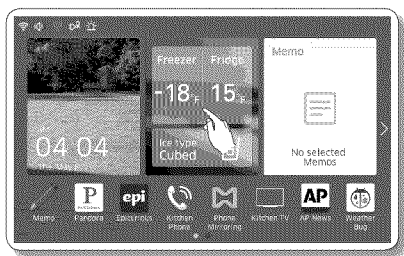 Freezer Fridge
-18°F 15°F
Ice type
Cubed
04 04
Memo
No selected
Memos
Memo
P
Pandora
epi
Epicurious
Kitchen
Phone
Phone
Mirroring
Kitchen TV
AP
AP News
Weather
Bug